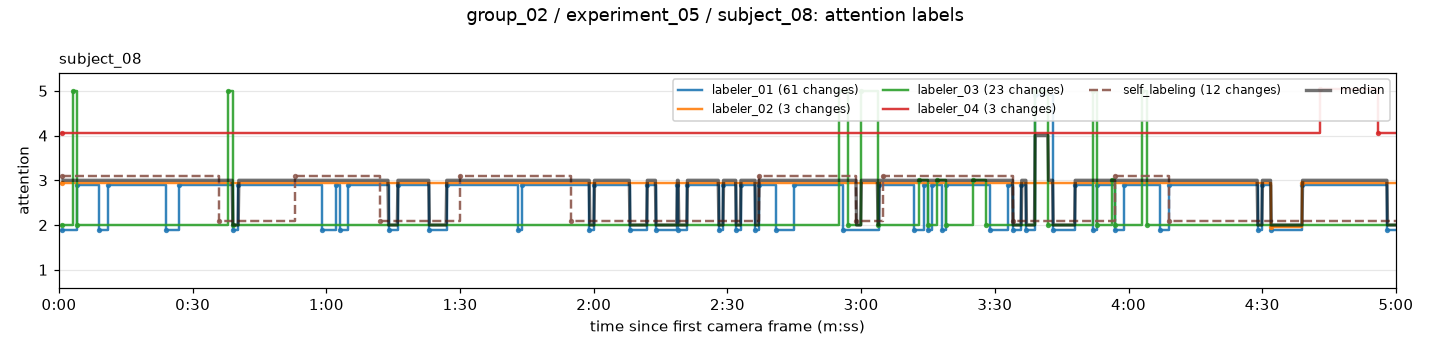 group_02 / experiment_05 / subject_08: attention labels
subject_08
labeler_01 (61 changes)
labeler_02 (3 changes)
labeler_03 (23 changes)
labeler_04 (3 changes)
self_labeling (12 changes)
median
attention
5
4
3
2
1
0:00 0:30 1:00 1:30 2:00 2:30 3:00 3:30 4:00 4:30 5:00
time since first camera frame (m:ss)